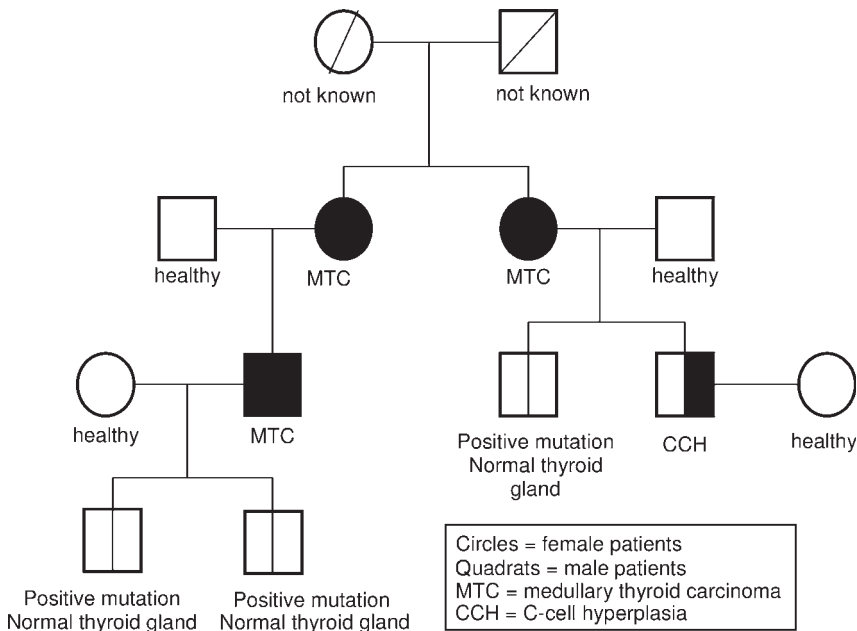 not known
not known
healthy
MTC
MTC
healthy
healthy
MTC
Positive mutation
Normal thyroid
gland
CCH
healthy
Positive mutation
Normal thyroid gland
Positive mutation
Normal thyroid gland
Circles = female patients
Quadrats = male patients
MTC = medullary thyroid carcinoma
CCH = C-cell hyperplasia